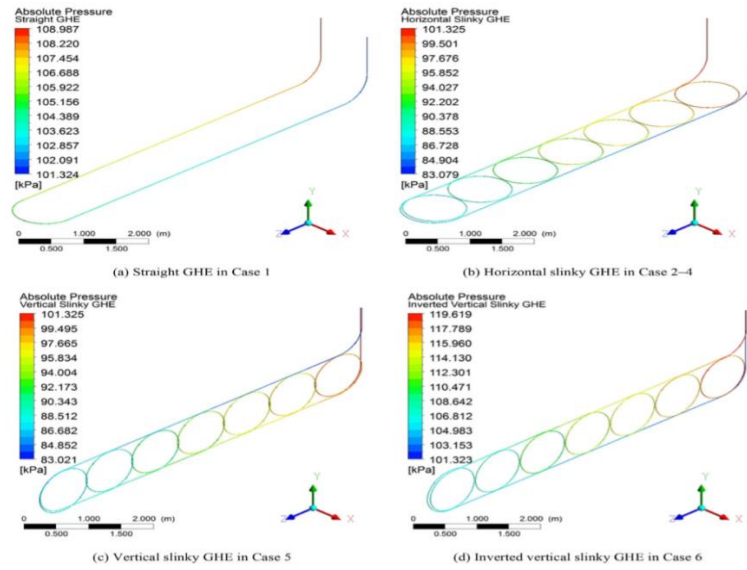 Absolute Pressure
Straight GHE
108.987
108.220
107.454
106.688
105.922
105.156
104.389
103.623
102.857
102.091
101.324
[kPa]
0 1.000 2.000 (m)
0.500 1.500
Y
Z X
(a) Straight GHE in Case 1
Absolute Pressure
Horizontal Slinky GHE
101.325
99.501
97.676
95.852
94.027
92.202
90.378
88.553
86.728
84.904
83.079
[kPa]
0 1.000 2.000 (m)
0.500 1.500
Y
Z X
(b) Horizontal slinky GHE in Case 2–4
Absolute Pressure
Vertical Slinky GHE
101.325
99.495
97.665
95.834
94.004
92.173
90.343
88.512
86.682
84.852
83.021
[kPa]
0 1.000 2.000 (m)
0.500 1.500
Y
Z X
(c) Vertical slinky GHE in Case 5
Absolute Pressure
Inverted Vertical Slinky GHE
119.619
117.789
115.960
114.130
112.301
110.471
108.642
106.812
104.983
103.153
101.323
[kPa]
0 1.000 2.000 (m)
0.500 1.500
Y
Z X
(d) Inverted vertical slinky GHE in Case 6